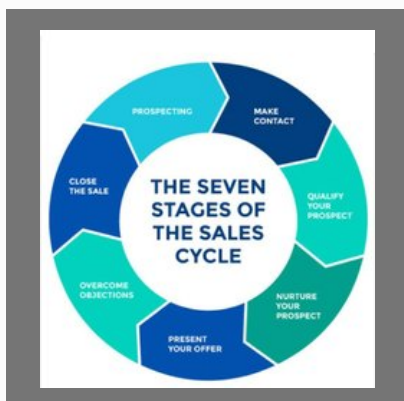 THE SEVEN
STAGES OF
THE SALES
CYCLE
PROSPECTING
MAKE
CONTACT
QUALIFY
YOUR
PROSPECT
NURTURE
YOUR
PROSPECT
PRESENT
YOUR OFFER
OVERCOME
OBJECTIONS
CLOSE
THE SALE